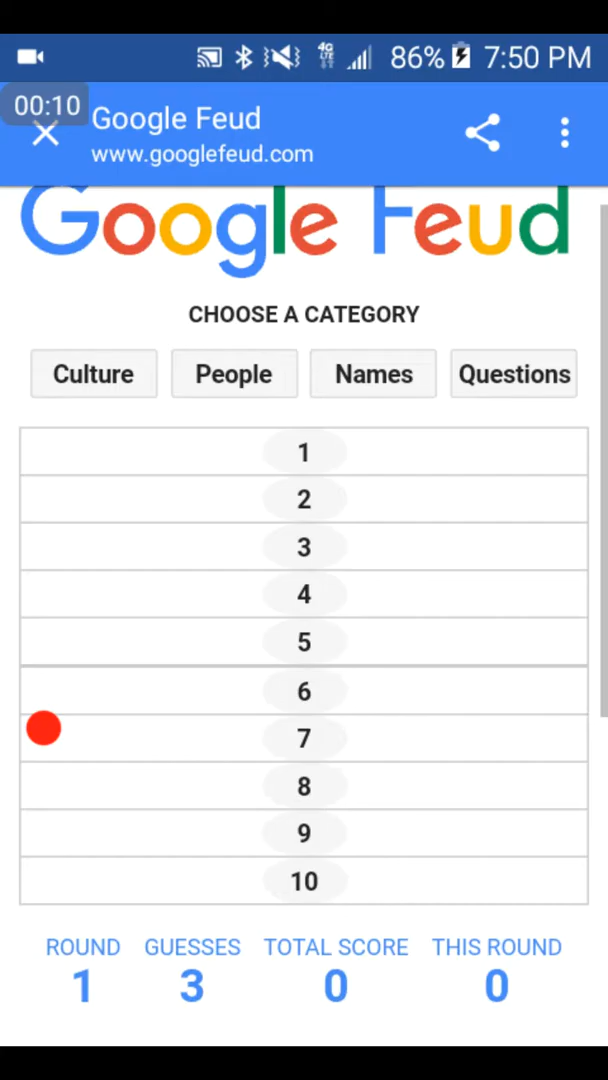 4G LTE 86% 7:50 PM
00:10
Google Feud
www.googlefeud.com
Google Feud
CHOOSE A CATEGORY
Culture People Names Questions
1
2
3
4
5
6
7
8
9
10
ROUND GUESSES TOTAL SCORE THIS ROUND
1 3 0 0